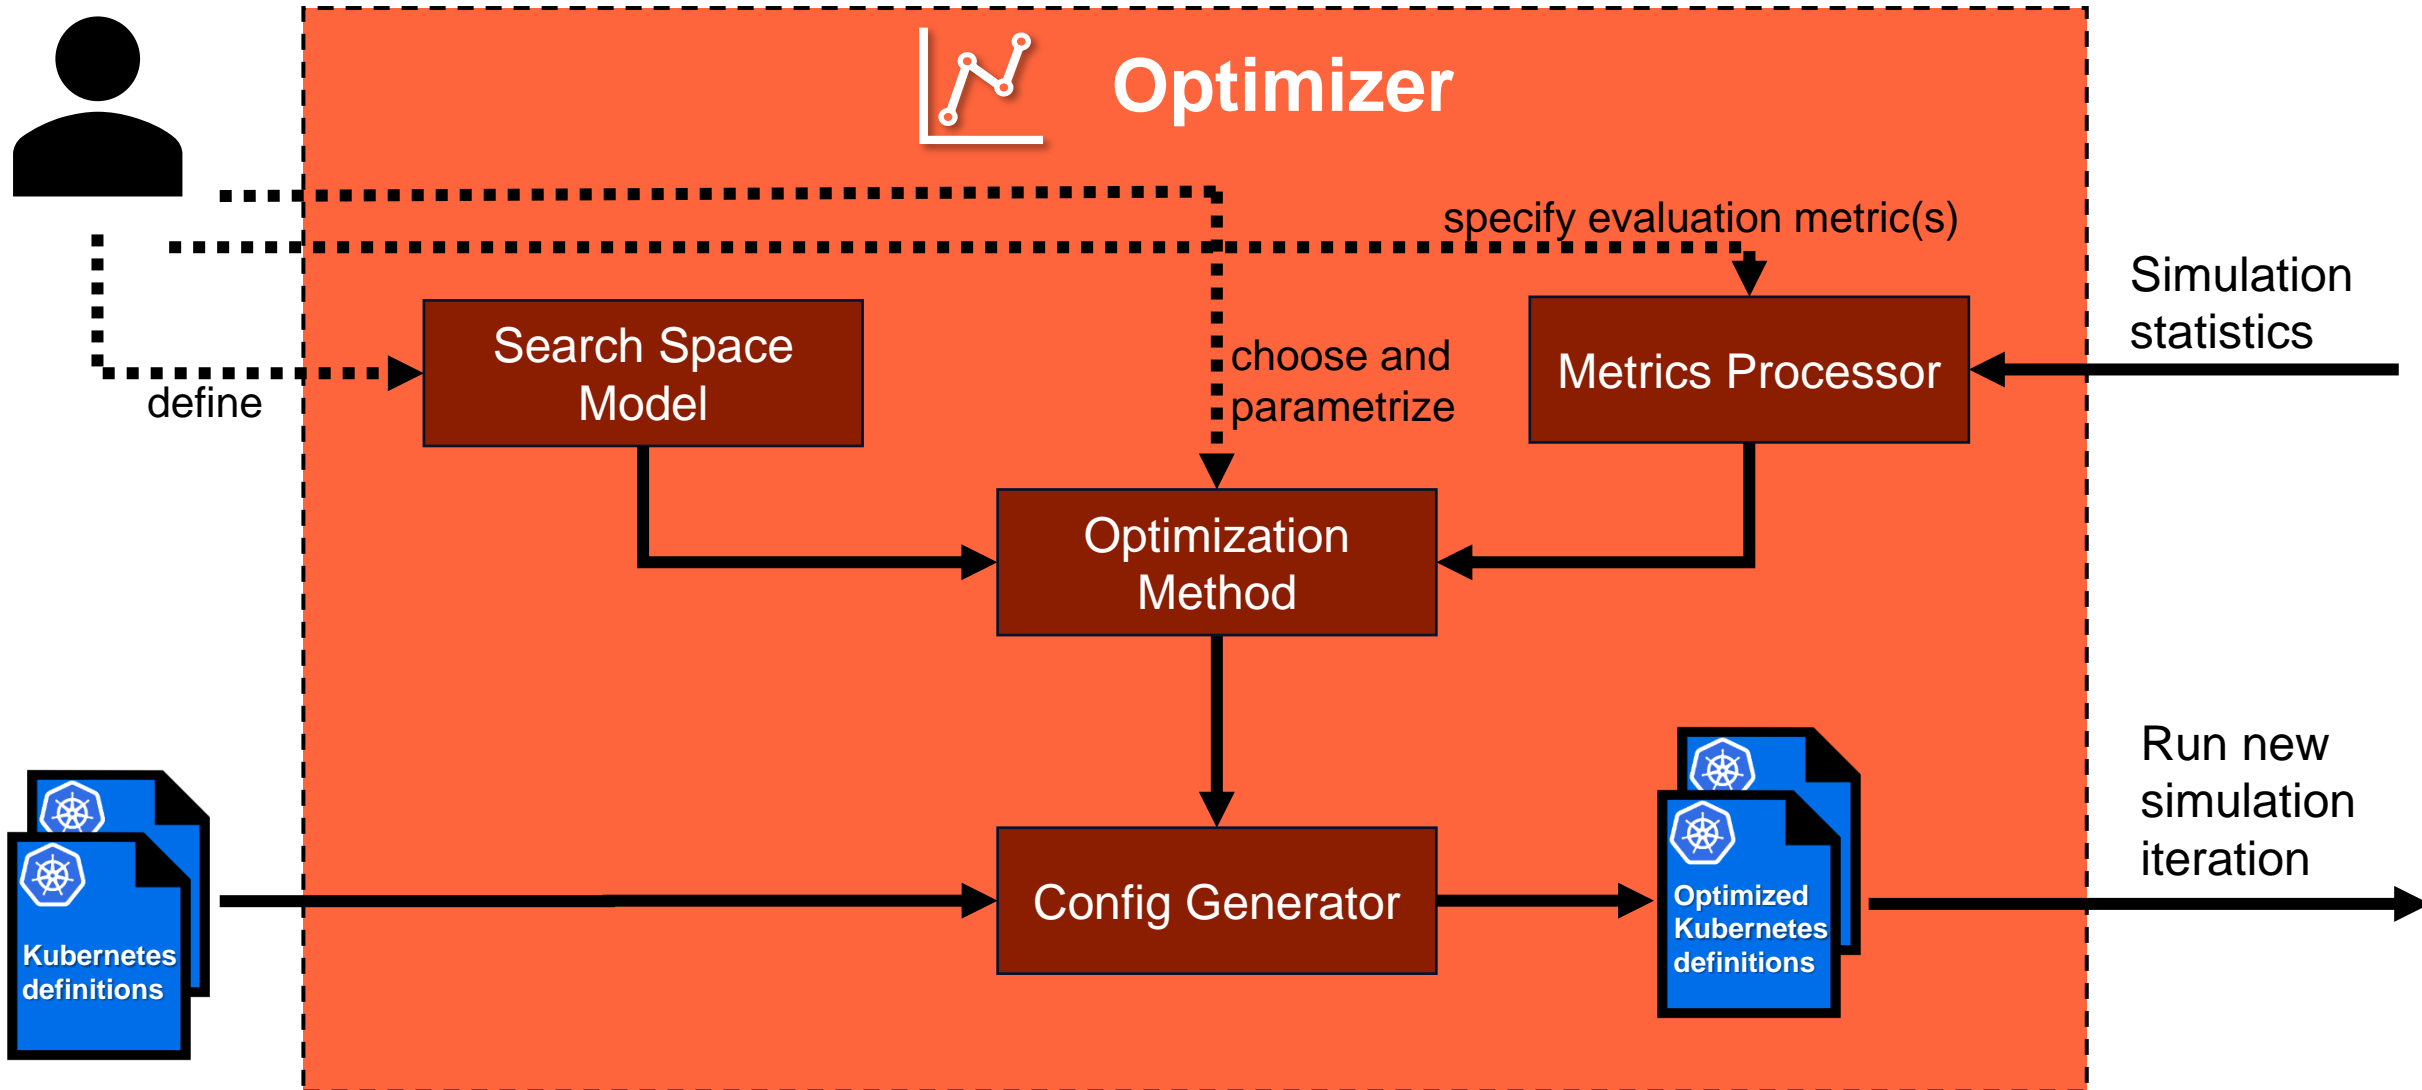 Optimizer
specify evaluation metric(s)
Simulation
statistics
Search Space
Model
define
choose and
parametrize
Metrics Processor
Optimization
Method
Run new
simulation
iteration
Kubernetes
definitions
Config Generator
Optimized
Kubernetes
definitions